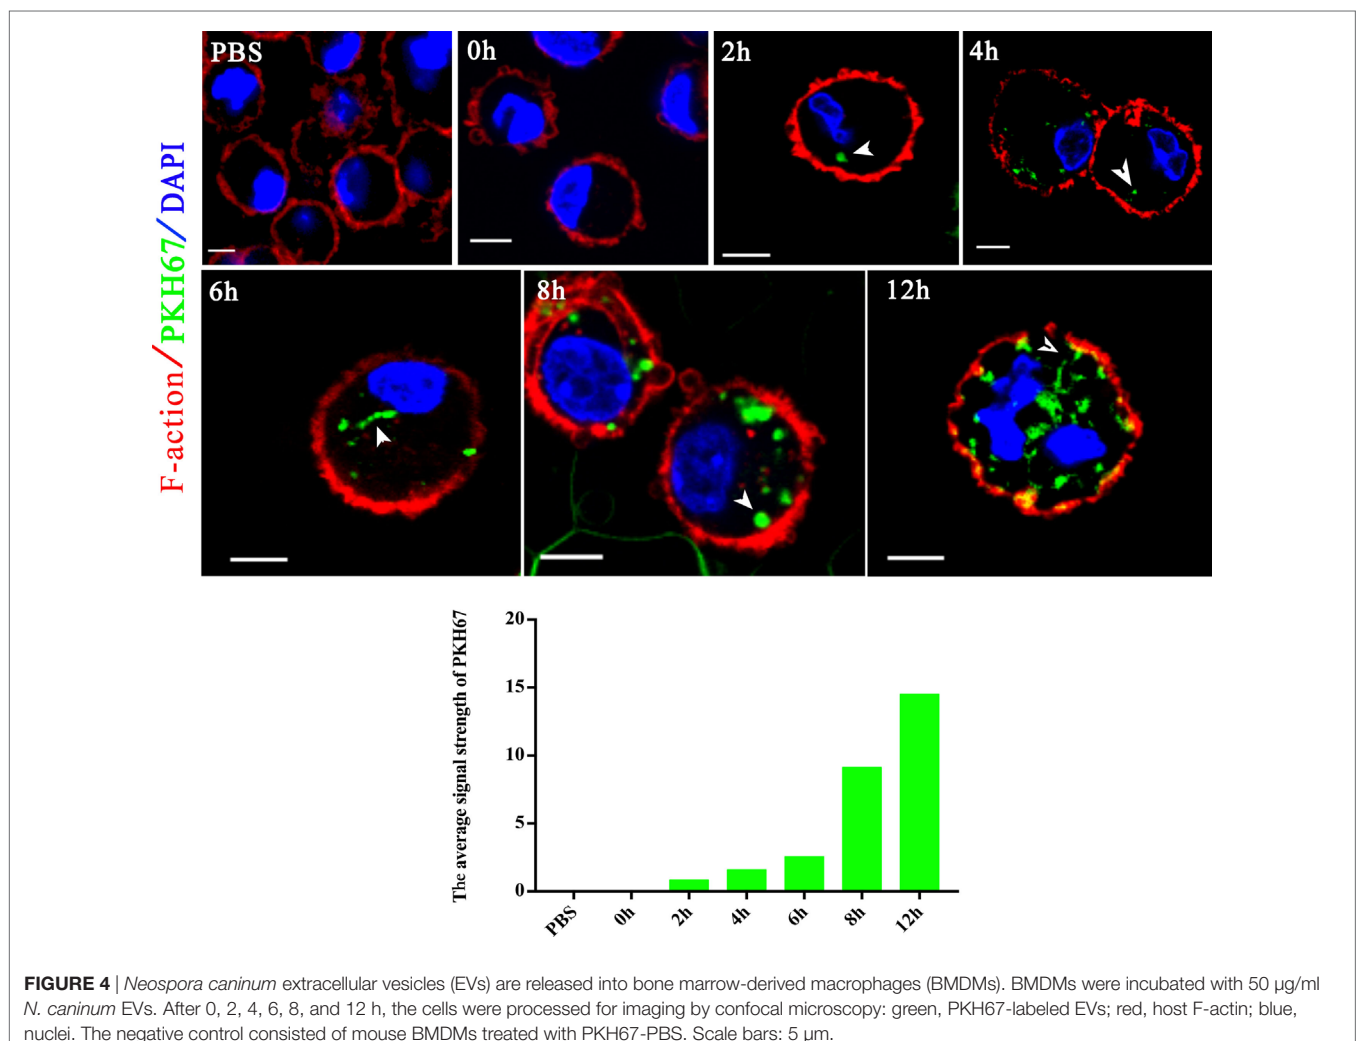 PBS
0h
2h
4h
F-action/PKH67/DAPI
6h
8h
12h
The average signal strength of PKH67
20
15
10
5
0
PBS
0h
2h
4h
6h
8h
12h
FIGURE 4 | Neospora caninum extracellular vesicles (EVs) are released into bone marrow-derived macrophages (BMDMs). BMDMs were incubated with 50 µg/ml
N. caninum EVs. After 0, 2, 4, 6, 8, and 12 h, the cells were processed for imaging by confocal microscopy: green, PKH67-labeled EVs; red, host F-actin; blue,
nuclei. The negative control consisted of mouse BMDMs treated with PKH67-PBS. Scale bars: 5 µm.